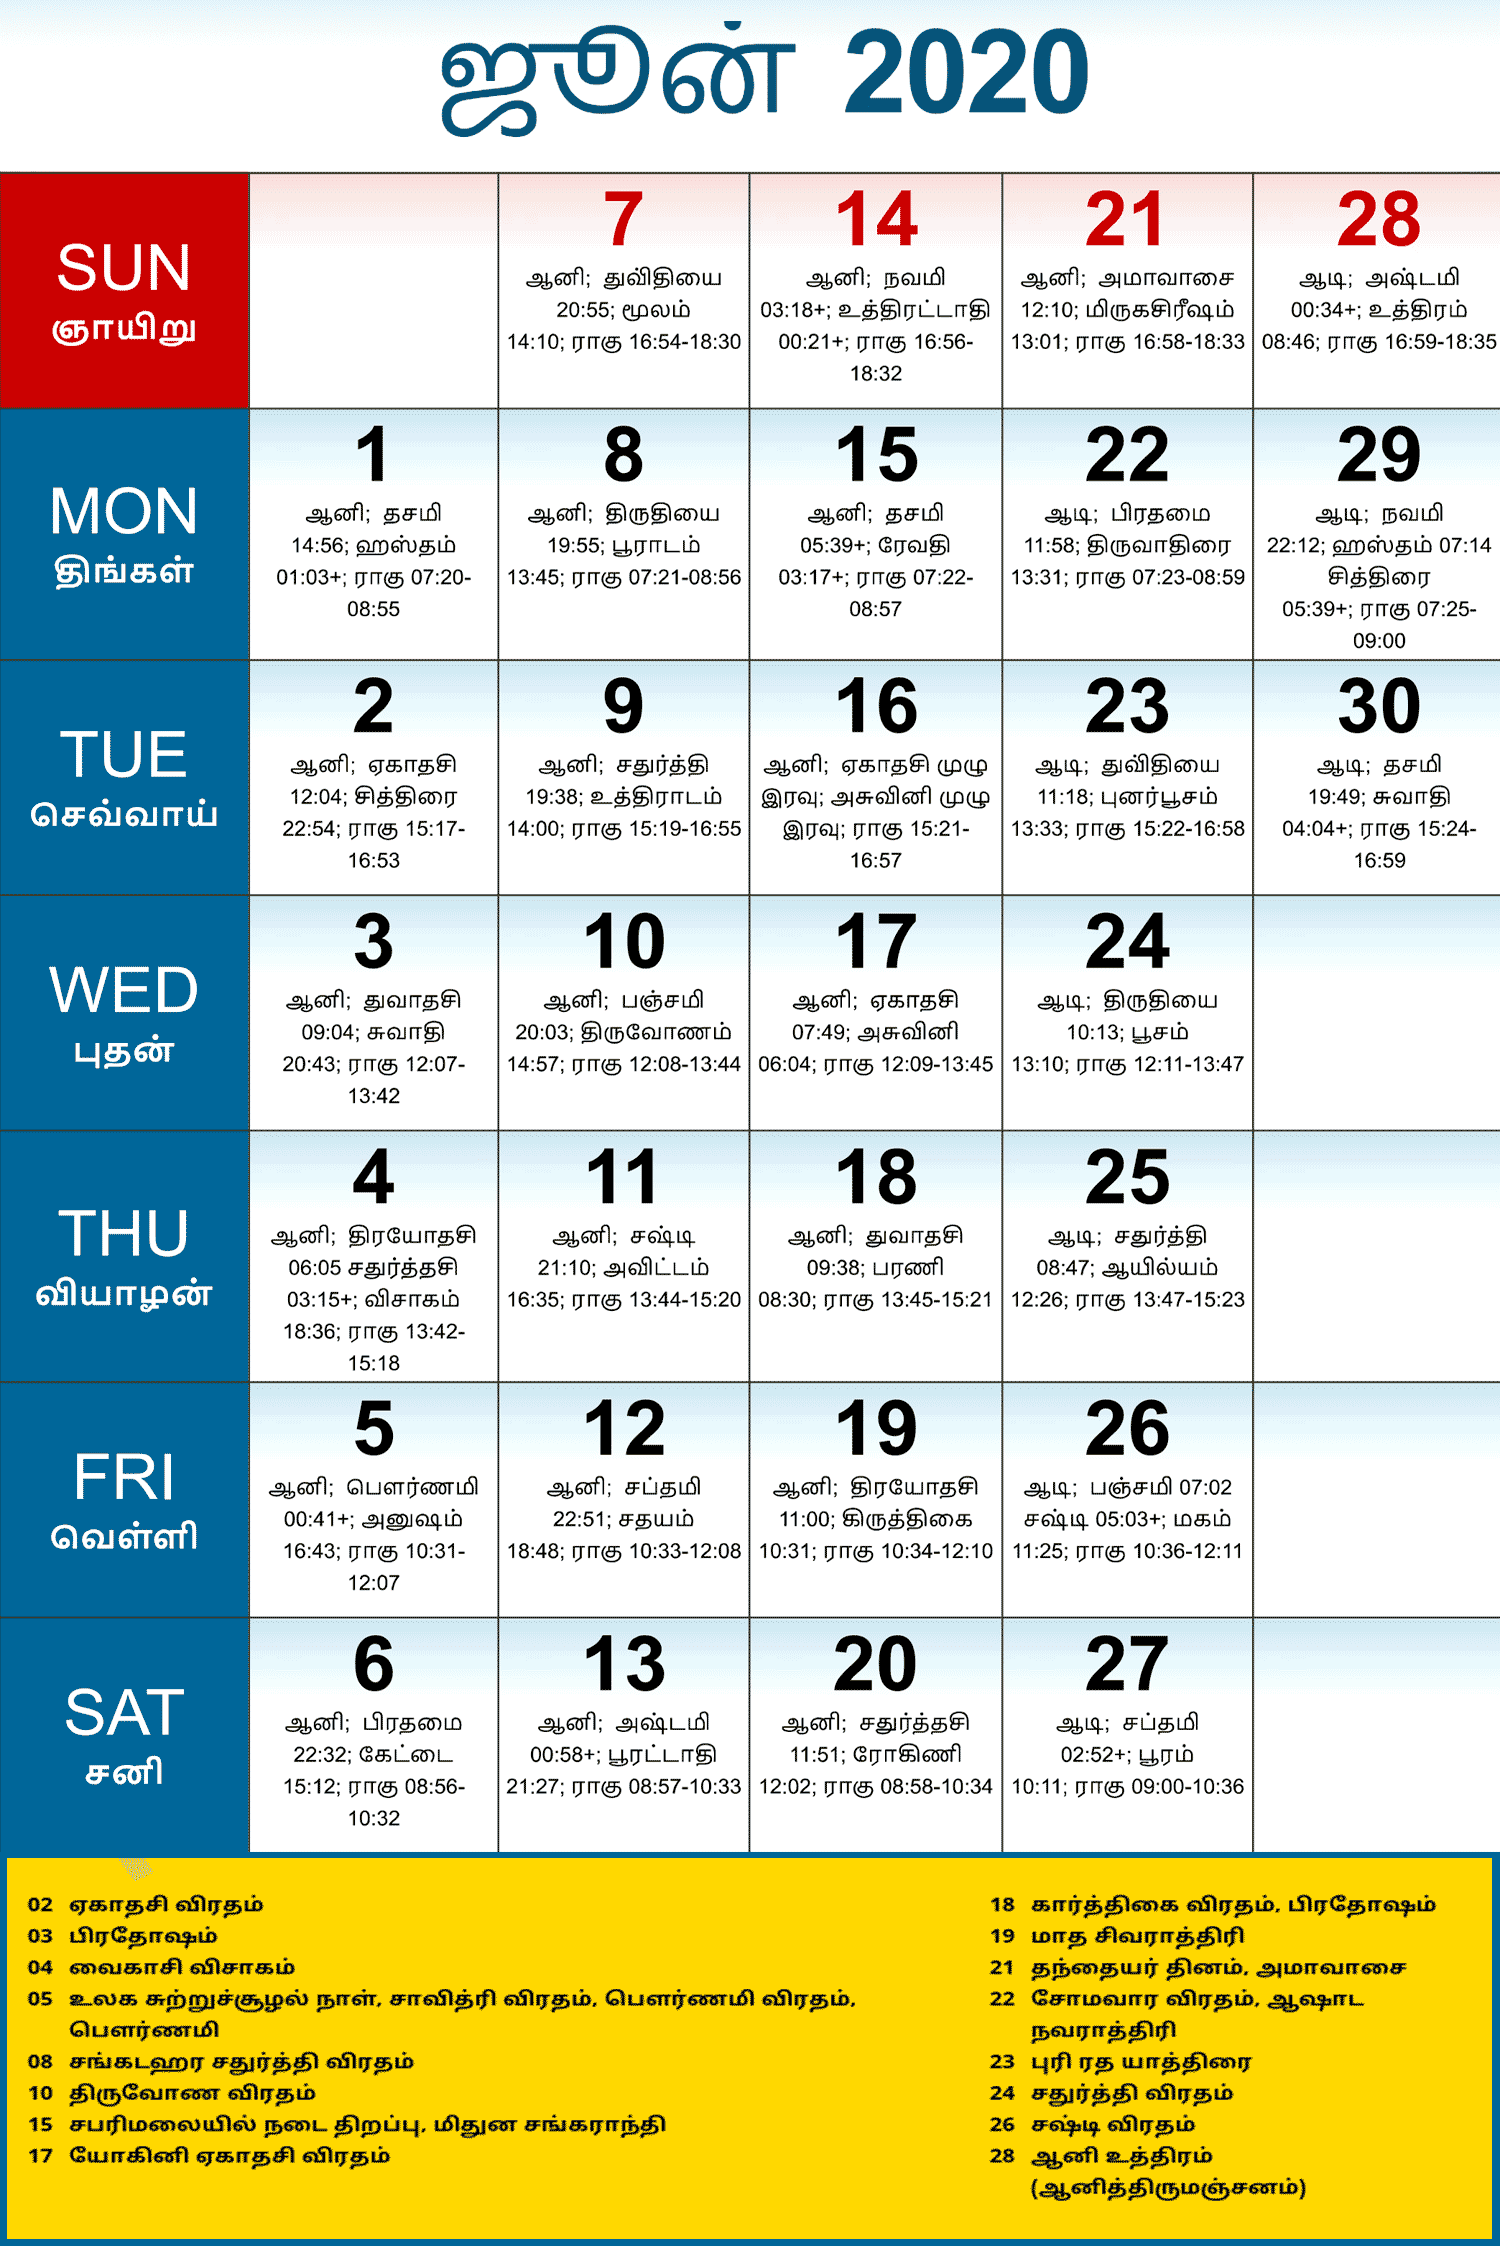 ஜூன் 2020
SUN
ஞாயிறு
7
ஆனி; துவிதியை
20:55; மூலம்
14:10; ராகு 16:54-18:30
14
ஆனி; நவமி
03:18+; உத்திரட்டாதி
00:21+; ராகு 16:56-
18:32
21
ஆனி; அமாவாசை
12:10; மிருகசிரீஷம்
13:01; ராகு 16:58-18:33
28
ஆடி; அஷ்டமி
00:34+; உத்திரம்
08:46; ராகு 16:59-18:35
MON
திங்கள்
1
ஆனி; தசமி
14:56; ஹஸ்தம்
01:03+; ராகு 07:20-
08:55
8
ஆனி; திருதியை
19:55; பூராடம்
13:45; ராகு 07:21-08:56
15
ஆனி; தசமி
05:39+; ரேவதி
03:17+; ராகு 07:22-
08:57
22
ஆடி; பிரதமை
11:58; திருவாதிரை
13:31; ராகு 07:23-08:59
29
ஆடி; நவமி
22:12; ஹஸ்தம் 07:14
சித்திரை
05:39+; ராகு 07:25-
09:00
TUE
செவ்வாய்
2
ஆனி; ஏகாதசி
12:04; சித்திரை
22:54; ராகு 15:17-
16:53
9
ஆனி; சதுர்த்தி
19:38; உத்திராடம்
14:00; ராகு 15:19-16:55
16
ஆனி; ஏகாதசி முழு
இரவு; அசுவினி முழு
இரவு; ராகு 15:21-
16:57
23
ஆடி; துவிதியை
11:18; புனர்பூசம்
13:33; ராகு 15:22-16:58
30
ஆடி; தசமி
19:49; சுவாதி
04:04+; ராகு 15:24-
16:59
WED
புதன்
3
ஆனி; துவாதசி
09:04; சுவாதி
20:43; ராகு 12:07-
13:42
10
ஆனி; பஞ்சமி
20:03; திருவோணம்
14:57; ராகு 12:08-13:44
17
ஆனி; ஏகாதசி
07:49; அசுவினி
06:04; ராகு 12:09-13:45
24
ஆடி; திருதியை
10:13; பூசம்
13:10; ராகு 12:11-13:47
THU
வியாழன்
4
ஆனி; திரயோதசி
06:05 சதுர்த்தசி
03:15+; விசாகம்
18:36; ராகு 13:42-
15:18
11
ஆனி; சஷ்டி
21:10; அவிட்டம்
16:35; ராகு 13:44-15:20
18
ஆனி; துவாதசி
09:38; பரணி
08:30; ராகு 13:45-15:21
25
ஆடி; சதுர்த்தி
08:47; ஆயில்யம்
12:26; ராகு 13:47-15:23
FRI
வெள்ளி
5
ஆனி; பௌர்ணமி
00:41+; அனுஷம்
16:43; ராகு 10:31-
12:07
12
ஆனி; சப்தமி
22:51; சதயம்
18:48; ராகு 10:33-12:08
19
ஆனி; திரயோதசி
11:00; கிருத்திகை
10:31; ராகு 10:34-12:10
26
ஆடி; பஞ்சமி 07:02
சஷ்டி 05:03+; மகம்
11:25; ராகு 10:36-12:11
SAT
சனி
6
ஆனி; பிரதமை
22:32; கேட்டை
15:12; ராகு 08:56-
10:32
13
ஆனி; அஷ்டமி
00:58+; பூரட்டாதி
21:27; ராகு 08:57-10:33
20
ஆனி; சதுர்த்தசி
11:51; ரோகிணி
12:02; ராகு 08:58-10:34
27
ஆடி; சப்தமி
02:52+; பூரம்
10:11; ராகு 09:00-10:36
02 ஏகாதசி விரதம்
03 பிரதோஷம்
04 வைகாசி விசாகம்
05 உலக சுற்றுச்சூழல் நாள், சாவித்ரி விரதம், பௌர்ணமி விரதம்,
பௌர்ணமி
08 சங்கடஹர சதுர்த்தி விரதம்
10 திருவோண விரதம்
15 சபரிமலையில் நடை திறப்பு, மிதுன சங்கராந்தி
17 யோகினி ஏகாதசி விரதம்
18 கார்த்திகை விரதம், பிரதோஷம்
19 மாத சிவராத்திரி
21 தந்தையர் தினம், அமாவாசை
22 சோமவார விரதம், ஆஷாட
நவராத்திரி
23 புரி ரத யாத்திரை
24 சதுர்த்தி விரதம்
26 சஷ்டி விரதம்
28 ஆனி உத்திரம்
(ஆனித்திருமஞ்சனம்)